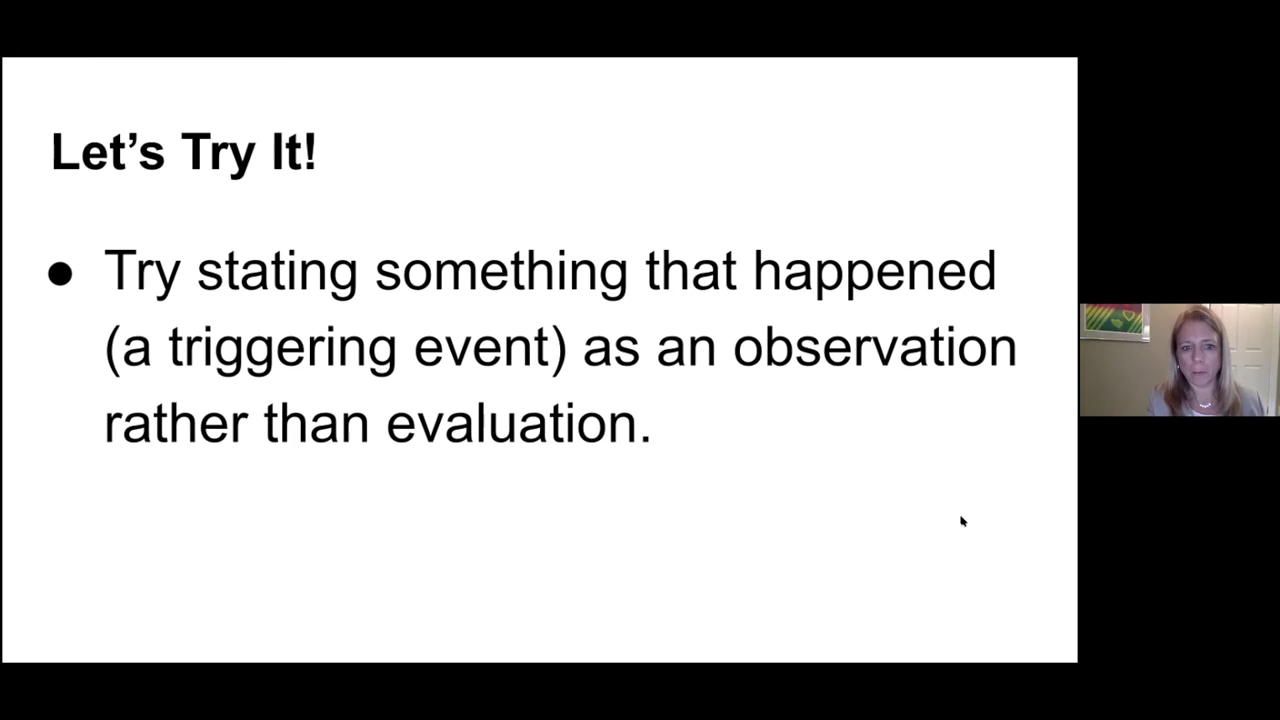 Let’s Try It!
● Try stating something that happened
(a triggering event) as an observation
rather than evaluation.